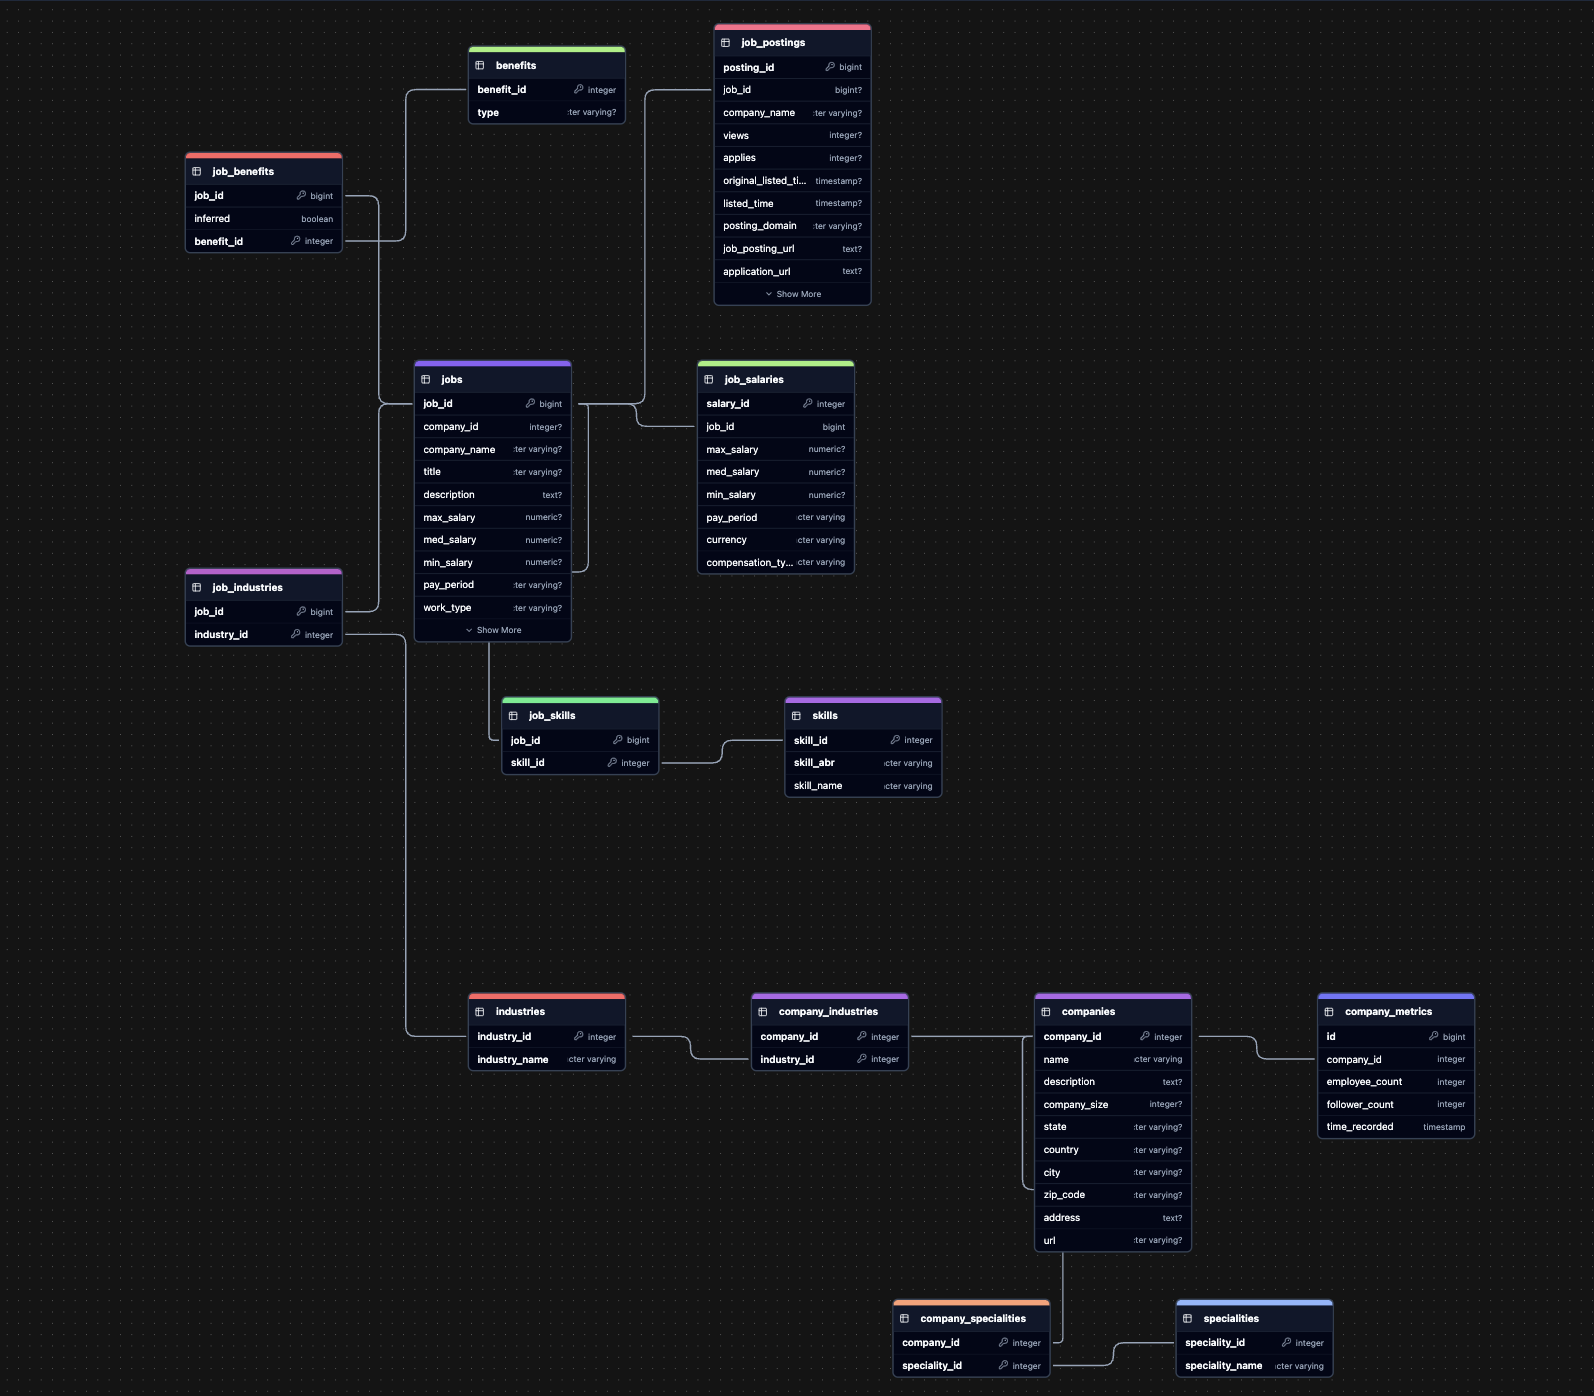 benefits
benefit_id integer
type :ter varying?
job_postings
posting_id bigint
job_id bigint?
company_name :ter varying?
views integer?
applies integer?
original_listed_ti... timestamp?
listed_time timestamp?
posting_domain :ter varying?
job_posting_url text?
application_url text?
Show More
job_benefits
job_id bigint
inferred boolean
benefit_id integer
jobs
job_id bigint
company_id integer?
company_name :ter varying?
title :ter varying?
description text?
max_salary numeric?
med_salary numeric?
min_salary numeric?
pay_period :ter varying?
work_type :ter varying?
Show More
job_salaries
salary_id integer
job_id bigint
max_salary numeric?
med_salary numeric?
min_salary numeric?
pay_period cter varying
currency cter varying
compensation_ty... cter varying
job_industries
job_id bigint
industry_id integer
job_skills
job_id bigint
skill_id integer
skills
skill_id integer
skill_abr cter varying
skill_name cter varying
industries
industry_id integer
industry_name cter varying
company_industries
company_id integer
industry_id integer
companies
company_id integer
name cter varying
description text?
company_size integer?
state :ter varying?
country :ter varying?
city :ter varying?
zip_code :ter varying?
address text?
url :ter varying?
company_metrics
id bigint
company_id integer
employee_count integer
follower_count integer
time_recorded timestamp
company_specialities
company_id integer
speciality_id integer
specialities
speciality_id integer
speciality_name cter varying